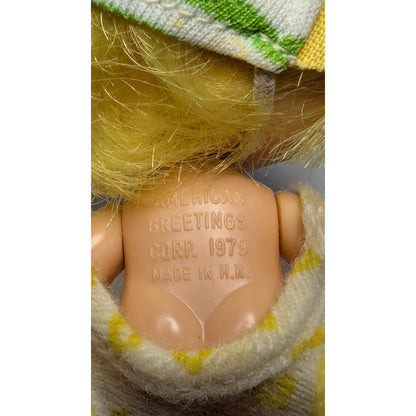 AMERICAN
GREETINGS
CORP. 1979
MADE IN H.K.